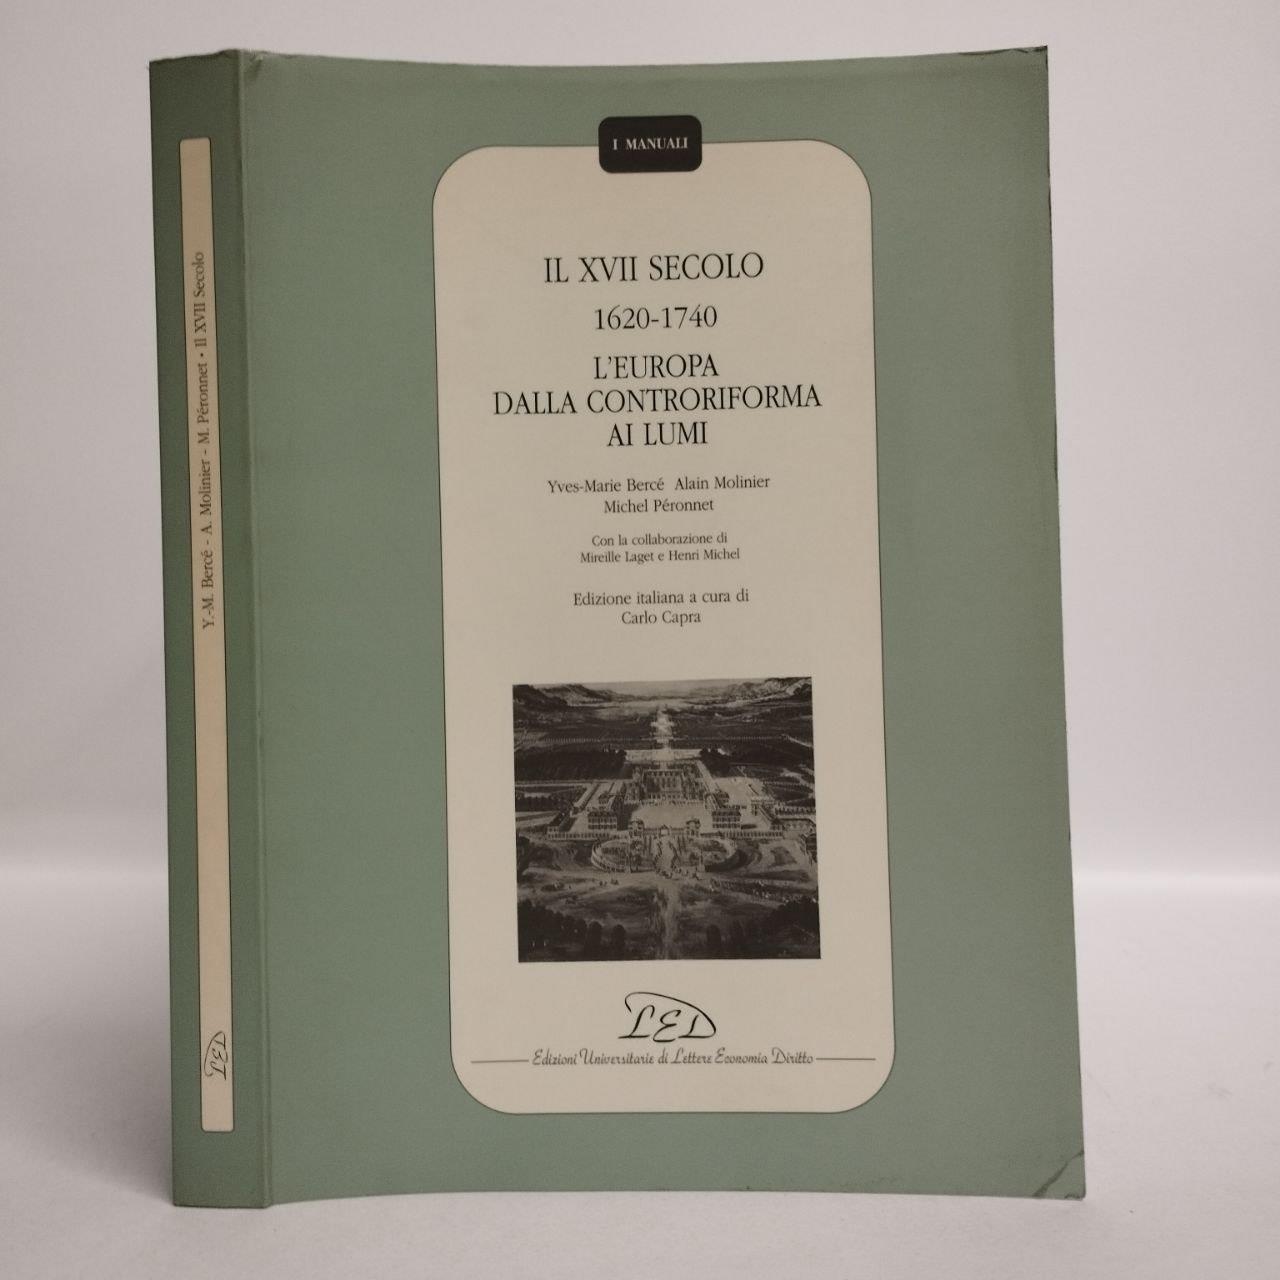 I MANUALI
IL XVII SECOLO
1620-1740
L'EUROPA
DALLA CONTRORIFORMA
AI LUMI
Yves-Marie Bercé Alain Molinier
Michel Péronnet
Con la collaborazione di
Mireille Laget e Henri Michel
Edizione italiana a cura di
Carlo Capra
LED
Edizioni Universitarie di Lettere Economia Diritto
Y.-M. Bercé - A. Molinier - M. Péronnet • Il XVII Secolo
LED